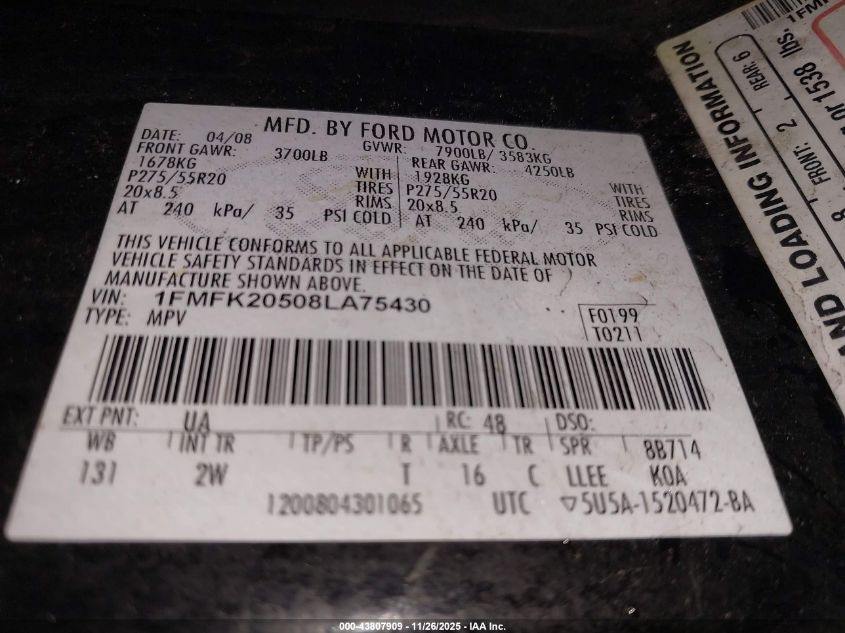 MFD. BY FORD MOTOR CO.
DATE: 04/08 GVWR: 7900LB/ 3583KG
FRONT GAWR: 3700LB REAR GAWR: 4250LB
1678KG WITH 1928KG WITH
P275/55R20 TIRES P275/55R20 TIRES
20x8.5 RIMS 20x8.5 RIMS
AT 240 kPa/ 35 PSI COLD AT 240 kPa/ 35 PSI COLD
THIS VEHICLE CONFORMS TO ALL APPLICABLE FEDERAL MOTOR
VEHICLE SAFETY STANDARDS IN EFFECT ON THE DATE OF
MANUFACTURE SHOWN ABOVE.
VIN: 1FMFK20508LA75430
TYPE: MPV
F0199
T0211
EXT PNT: UA RC: 48 DSO:
WB INT TR TP/PS R AXLE TR SPR 8B714
131 2W T 16 C LLEE KOA
1200804301065 UTC ▽5U5A-1520472-BA
AND LOADING INFORMATION
REAR: 6
FRONT: 2
8
or 1538 lbs.
1FMF
000-43807909 - 11/26/2025 - IAA Inc.